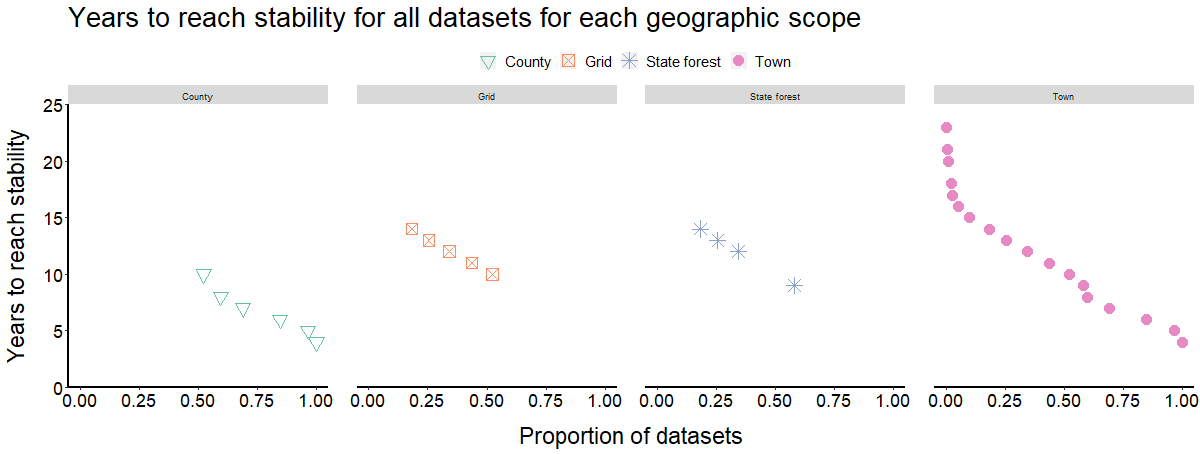 Years to reach stability for all datasets for each geographic scope
County Grid State forest Town
County Grid State forest Town
25
20
15
10
5
0
Years to reach stability
0.00 0.25 0.50 0.75 1.00 0.00 0.25 0.50 0.75 1.00 0.00 0.25 0.50 0.75 1.00 0.00 0.25 0.50 0.75 1.00
Proportion of datasets